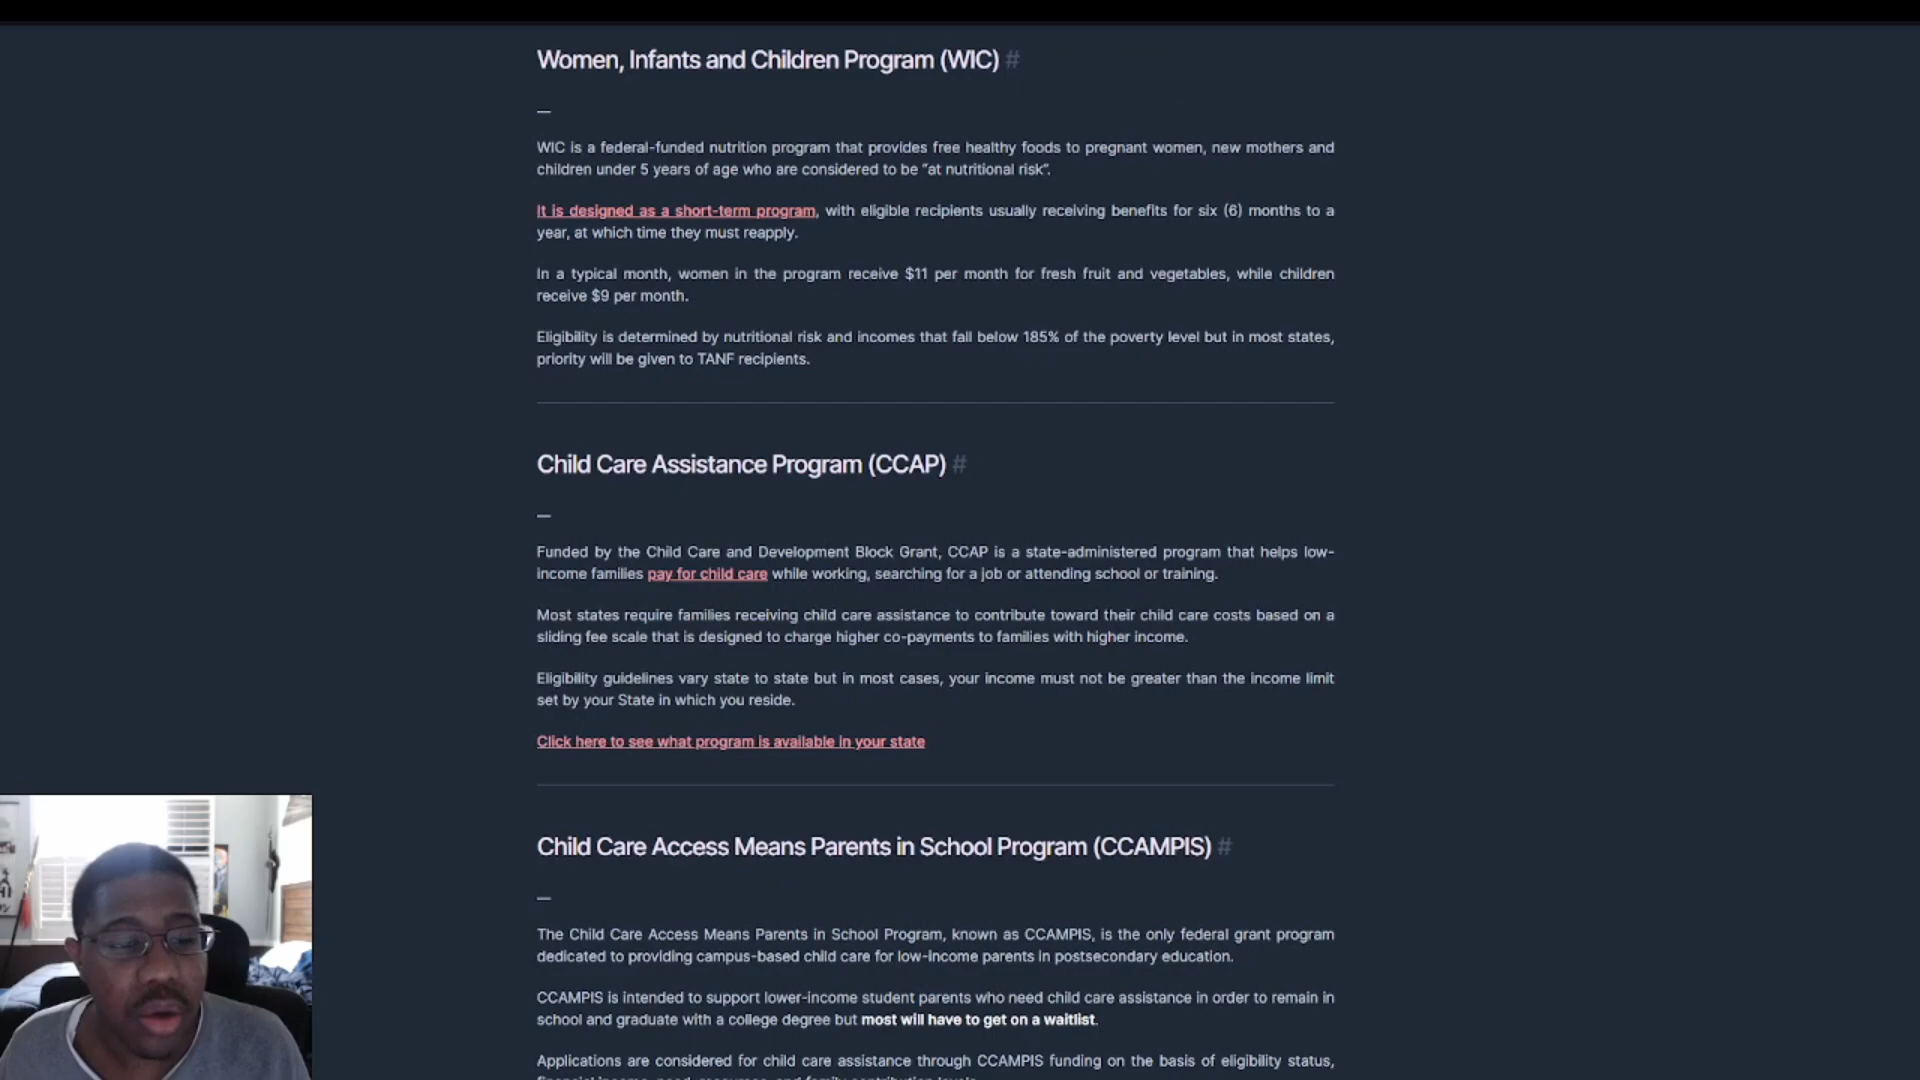 Women, Infants and Children Program (WIC) #
—
WIC is a federal-funded nutrition program that provides free healthy foods to pregnant women, new mothers and
children under 5 years of age who are considered to be “at nutritional risk”.
It is designed as a short-term program, with eligible recipients usually receiving benefits for six (6) months to a
year, at which time they must reapply.
In a typical month, women in the program receive $11 per month for fresh fruit and vegetables, while children
receive $9 per month.
Eligibility is determined by nutritional risk and incomes that fall below 185% of the poverty level but in most states,
priority will be given to TANF recipients.
Child Care Assistance Program (CCAP) #
—
Funded by the Child Care and Development Block Grant, CCAP is a state-administered program that helps low-
income families pay for child care while working, searching for a job or attending school or training.
Most states require families receiving child care assistance to contribute toward their child care costs based on a
sliding fee scale that is designed to charge higher co-payments to families with higher income.
Eligibility guidelines vary state to state but in most cases, your income must not be greater than the income limit
set by your State in which you reside.
Click here to see what program is available in your state
Child Care Access Means Parents in School Program (CCAMPIS) #
—
The Child Care Access Means Parents in School Program, known as CCAMPIS, is the only federal grant program
dedicated to providing campus-based child care for low-income parents in postsecondary education.
CCAMPIS is intended to support lower-income student parents who need child care assistance in order to remain in
school and graduate with a college degree but most will have to get on a waitlist.
Applications are considered for child care assistance through CCAMPIS funding on the basis of eligibility status,